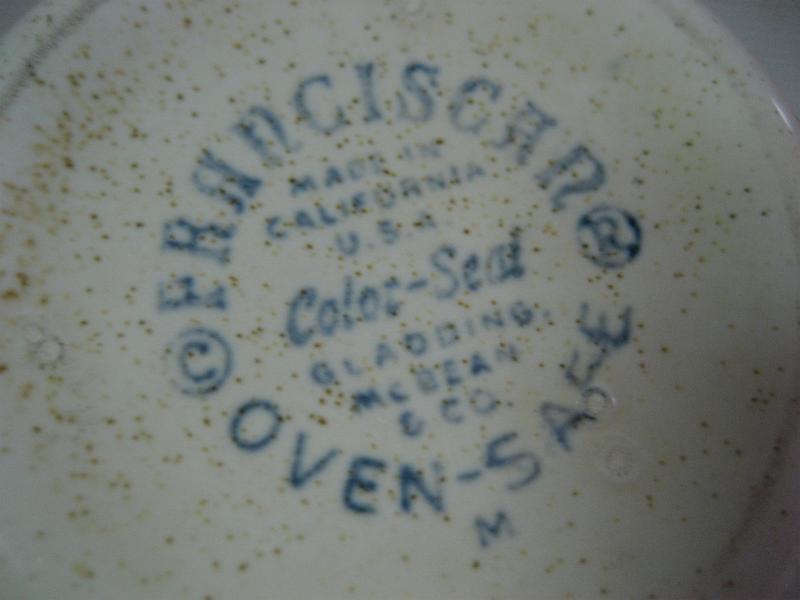 FRANCISCAN ®
MADE IN
CALIFORNIA
U.S.A.
Color-Seal
GLADDING,
McBEAN
& CO.
© OVEN-SAFE
M